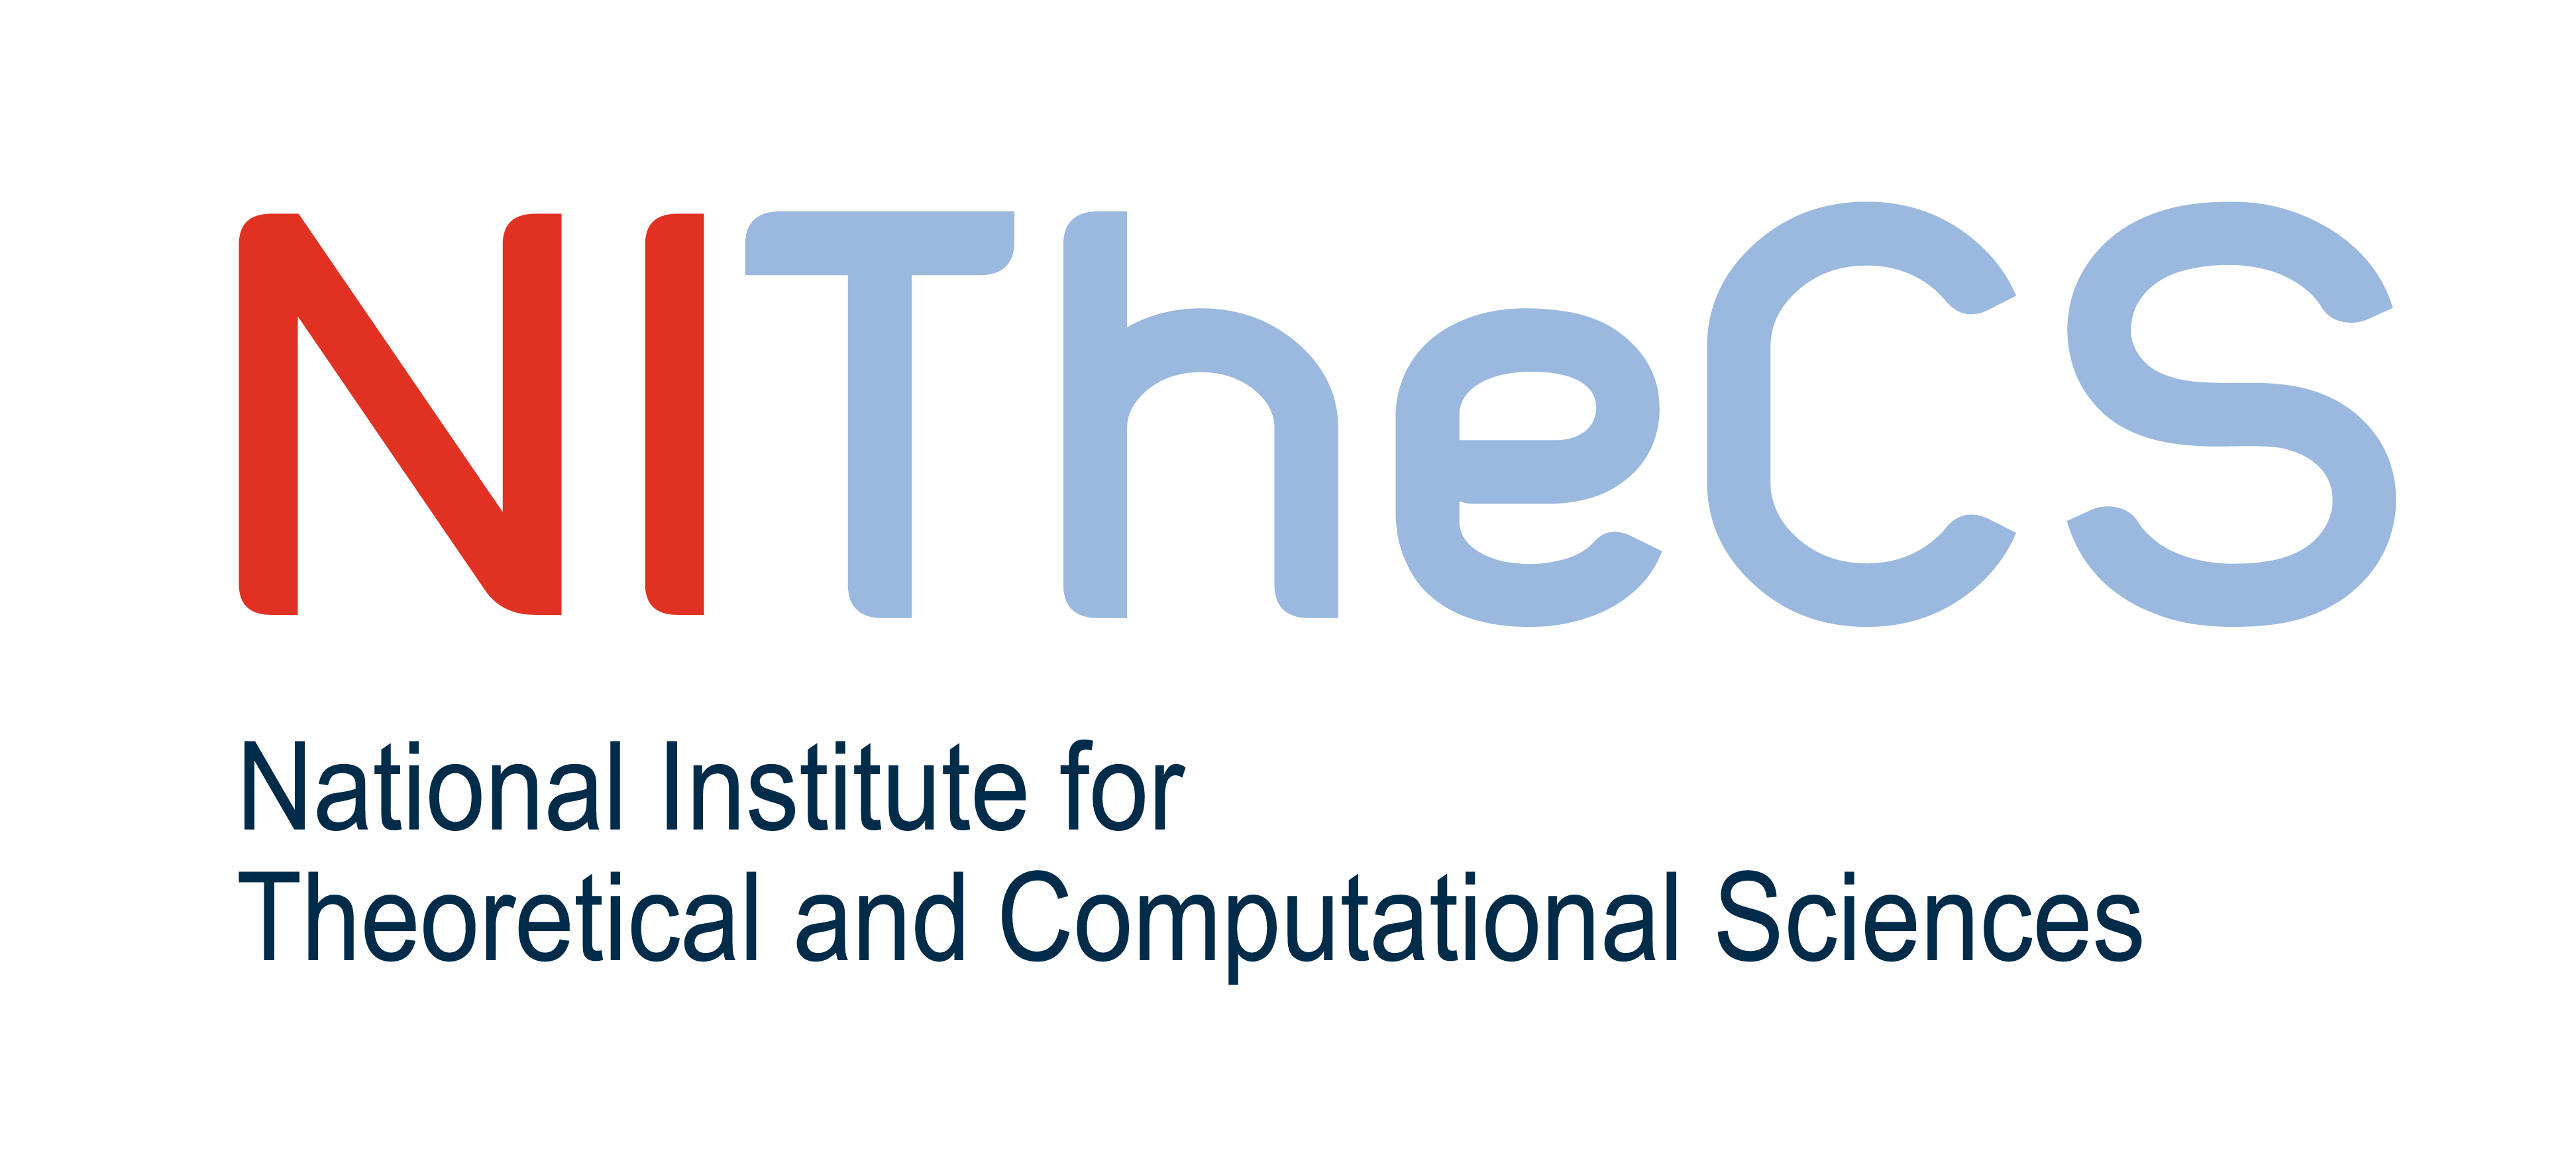 NITheCS
National Institute for
Theoretical and Computational Sciences